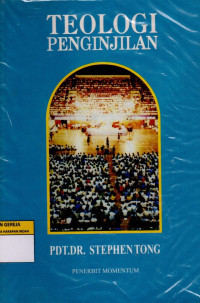 TEOLOGI
PENGINJILAN
PDT.DR. STEPHEN TONG
PENERBIT MOMENTUM